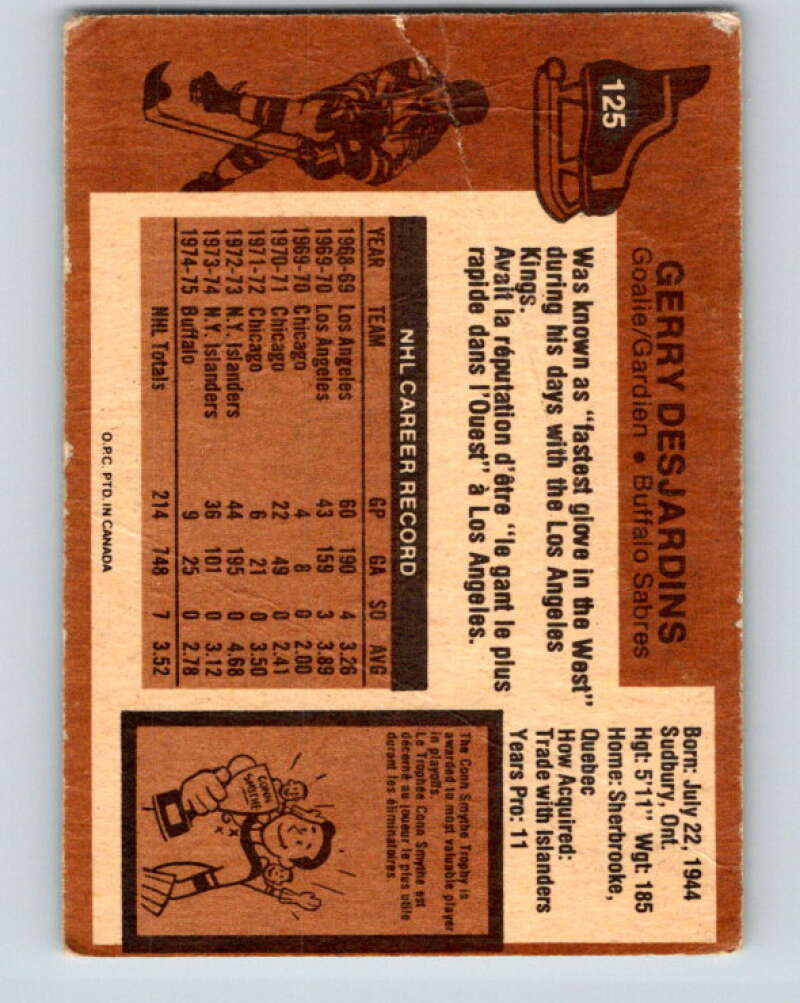 125
GERRY DESJARDINS
Goalie/Gardien • Buffalo Sabres
Born: July 22, 1944
Sudbury, Ont.
Hgt: 5'11" Wgt: 185
Home: Sherbrooke,
Quebec
How Acquired:
Trade with Islanders
Years Pro: 11
Was known as "fastest glove in the West"
during his days with the Los Angeles
Kings.
Avait la réputation d'être "le gant le plus
rapide dans l'Ouest" à Los Angeles.
NHL CAREER RECORD
YEAR TEAM GP GA SO AVG
1968-69 Los Angeles 60 190 4 3.26
1969-70 Los Angeles 43 159 3 3.89
1969-70 Chicago 4 8 0 2.00
1970-71 Chicago 22 49 0 2.41
1971-72 Chicago 6 21 0 3.50
1972-73 N.Y. Islanders 44 195 0 4.68
1973-74 N.Y. Islanders 36 101 0 3.12
1974-75 Buffalo 9 25 0 2.78
NHL Totals 214 748 7 3.52
The Conn Smythe Trophy is
awarded to most valuable player
in playoffs.
Le Trophée Conn Smythe est
décerné au joueur le plus utile
durant les éliminatoires.
CONN
SMYTHE
O.P.C. PTD. IN CANADA